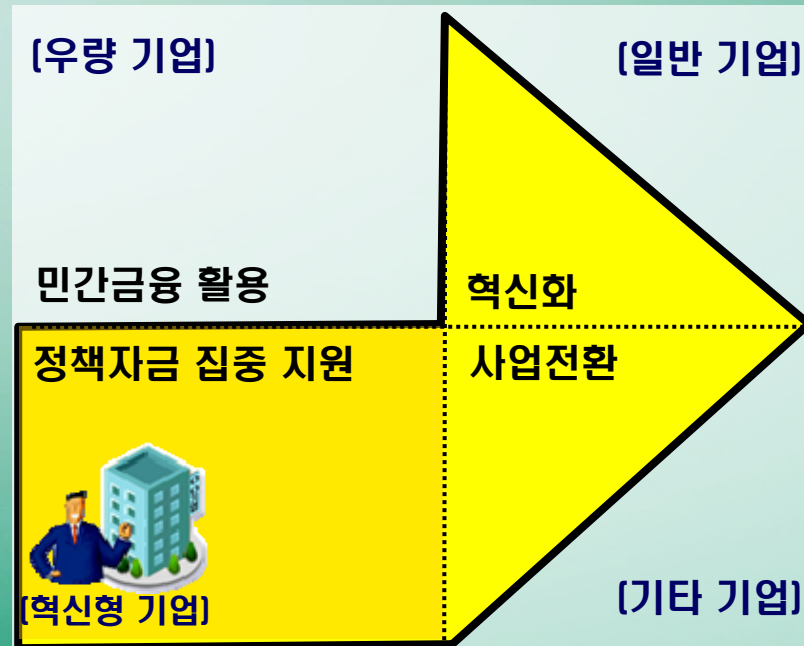 (우량 기업)
(일반 기업)
민간금융 활용
혁신화
정책자금 집중 지원
사업전환
(혁신형 기업)
(기타 기업)